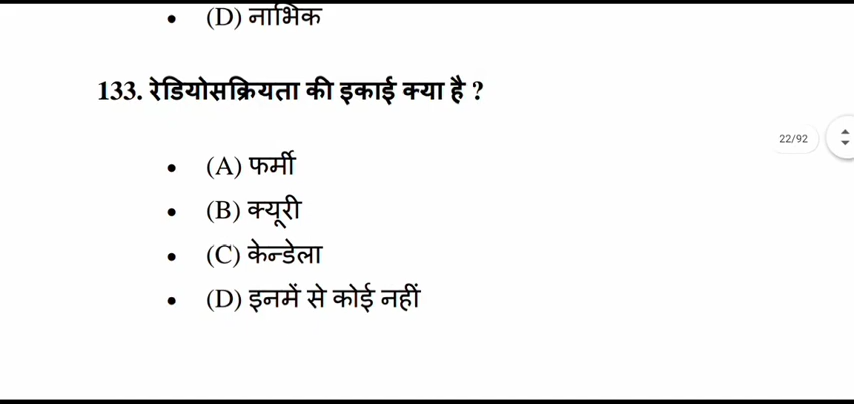 • (D) नाभिक
133. रेडियोसक्रियता की इकाई क्या है ?
22/92
• (A) फर्मी
• (B) क्यूरी
• (C) केन्डेला
• (D) इनमें से कोई नहीं